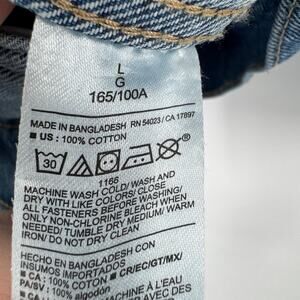 L
G
165/100A
MADE IN BANGLADESH RN 54023 / CA 17897
■ US : 100% COTTON
30
1166
MACHINE WASH COLD/ WASH AND
DRY WITH LIKE COLORS/ CLOSE
ALL FASTENERS BEFORE WASHING/
ONLY NON-CHLORINE BLEACH WHEN
NEEDED/ TUMBLE DRY MEDIUM/ WARM
IRON/ DO NOT DRY CLEAN
HECHO EN BANGLADESH CON
INSUMOS IMPORTADOS ■ CR/EC/GT/MX/
■ CA : 100% COTTON
PA/SV : 100% algodón